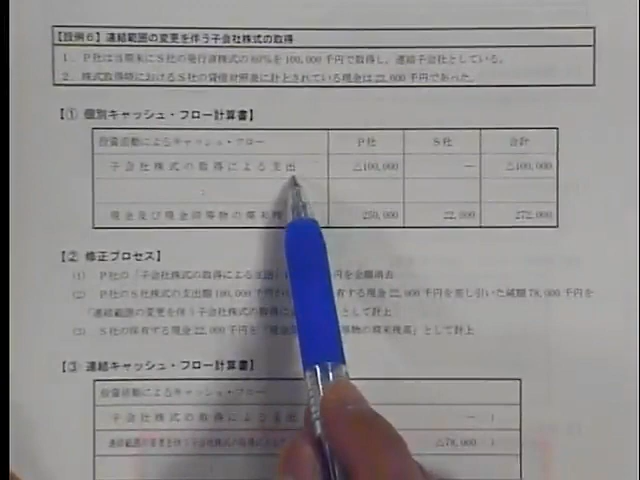 【設例6】連結範囲の変更を伴う子会社株式の取得
1. P社は当期末にS社の発行済株式の60%を100,000千円で取得し、連結子会社としている。
2. 株式取得時におけるS社の貸借対照表に計上されている現金は22,000千円であった。
【① 個別キャッシュ・フロー計算書】
投資活動によるキャッシュ・フロー P社 S社 合計
子会社株式の取得による支出 △100,000 ― △100,000
:
現金及び現金同等物の期末残 250,000 22,000 272,000
【② 修正プロセス】
(1) P社の「子会社株式の取得による支出 千円を全額消去
(2) P社のS社株式の支出額100,000千円 有する現金22,000千円を差し引いた純額78,000千円を
「連結範囲の変更を伴う子会社株式の取得に として計上
(3) S社の保有する現金22,000千円を 等物の期末残高」として計上
【③ 連結キャッシュ・フロー計算書】
投資活動によるキャッシュ・フロー
子会社株式の取得による支出 ―
連結範囲の変更を伴う子会社株式の取得による △78,000